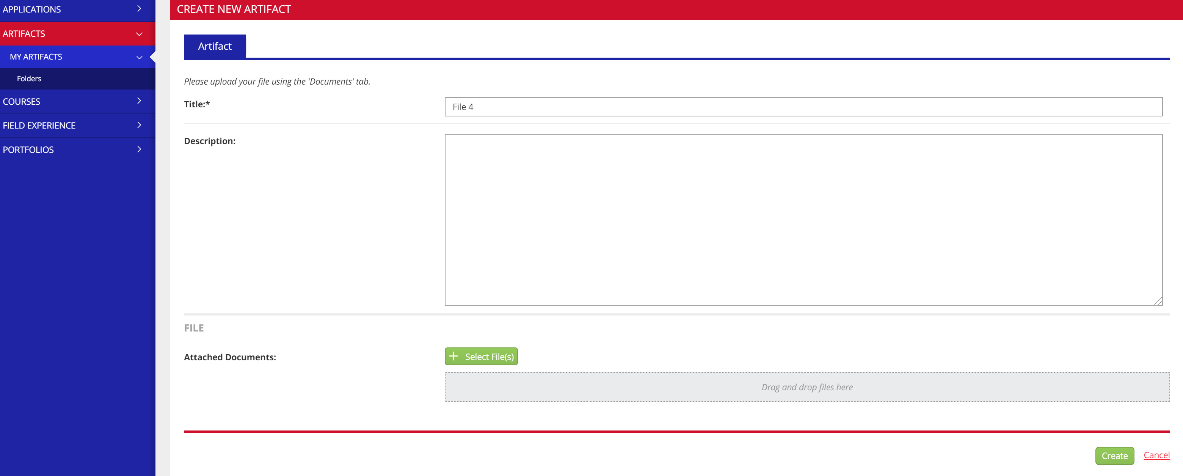 APPLICATIONS
ARTIFACTS
MY ARTIFACTS
Folders
COURSES
FIELD EXPERIENCE
PORTFOLIOS
CREATE NEW ARTIFACT
Artifact
Please upload your file using the 'Documents' tab.
Title:*
File 4
Description:
FILE
Attached Documents:
+ Select File(s)
Drag and drop files here
Create
Cancel